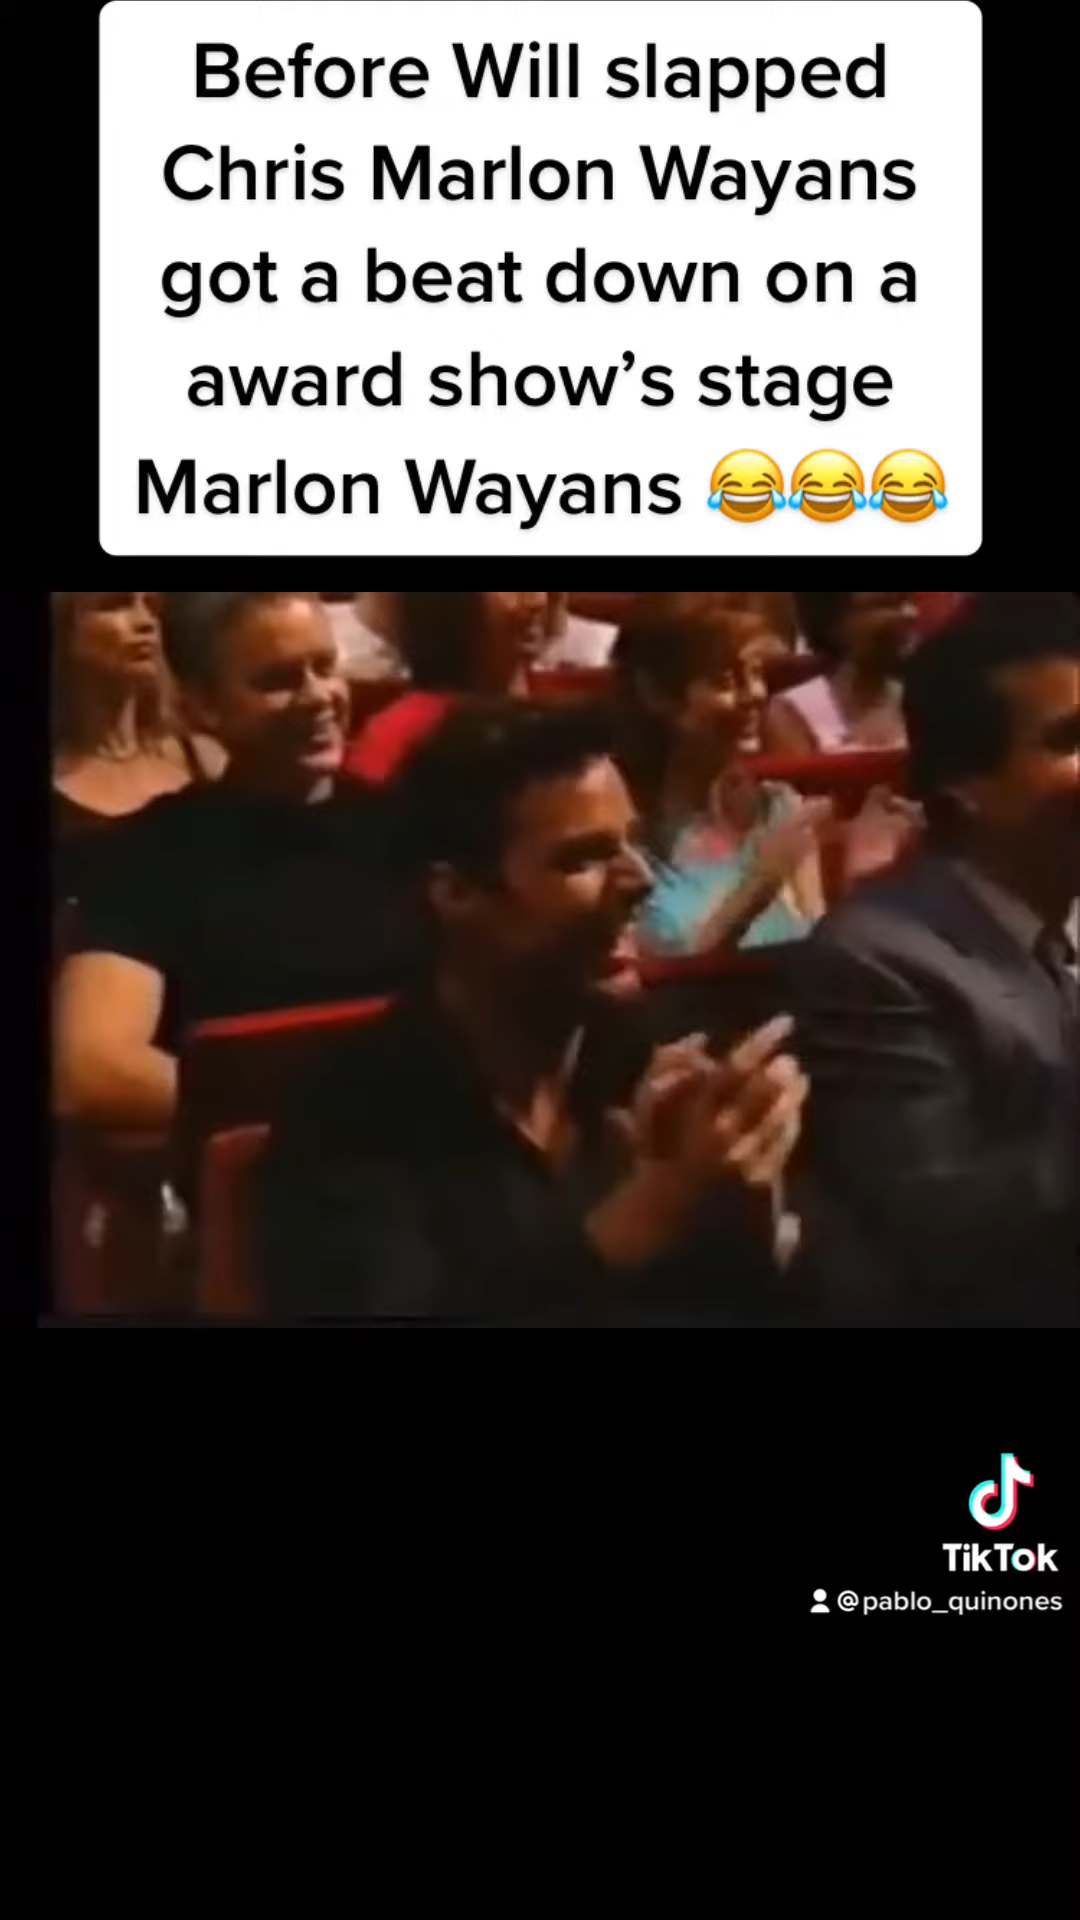 Before Will slapped
Chris Marlon Wayans
got a beat down on a
award show’s stage
Marlon Wayans 😂😂😂
TikTok
@pablo_quinones